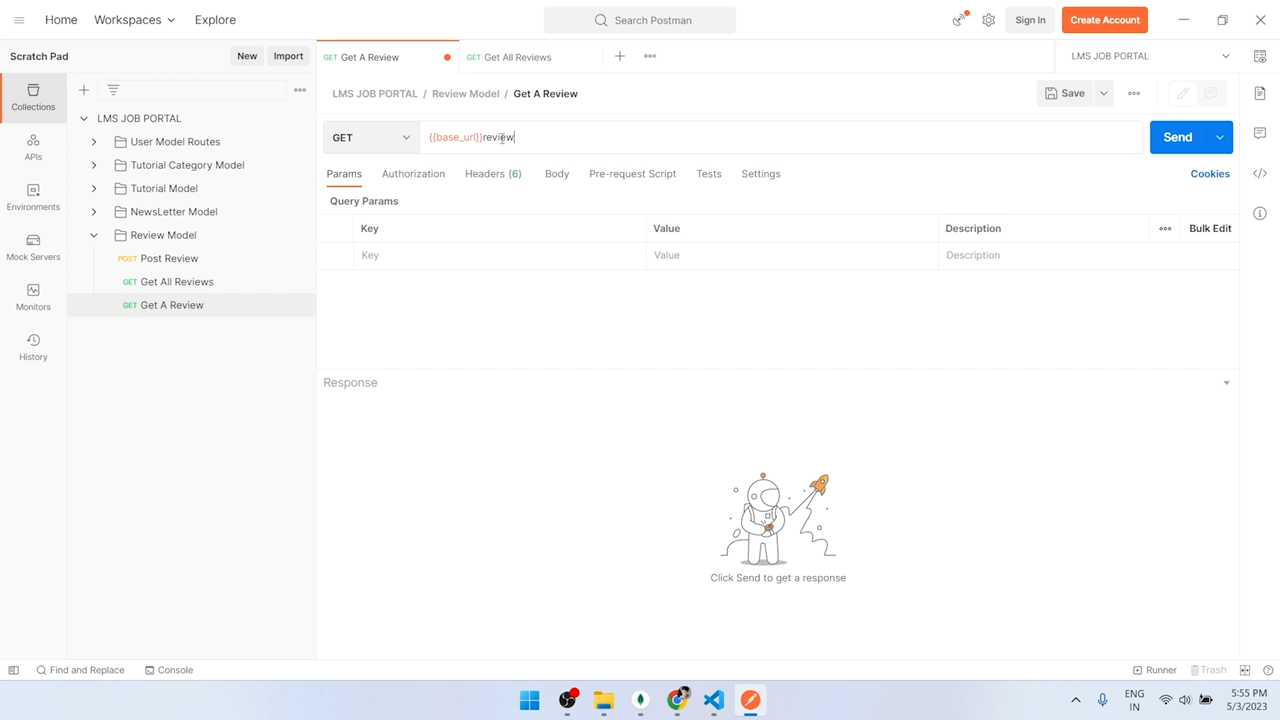 Home
Workspaces
Explore
Search Postman
Sign In
Create Account
Scratch Pad
New
Import
GET Get A Review
GET Get All Reviews
LMS JOB PORTAL
Collections
APIs
Environments
Mock Servers
Monitors
History
LMS JOB PORTAL
User Model Routes
Tutorial Category Model
Tutorial Model
NewsLetter Model
Review Model
POST Post Review
GET Get All Reviews
GET Get A Review
LMS JOB PORTAL / Review Model / Get A Review
Save
GET
{{base_url}}review
Send
Params
Authorization
Headers (6)
Body
Pre-request Script
Tests
Settings
Cookies
Query Params
Key
Value
Description
Bulk Edit
Key
Value
Description
Response
Click Send to get a response
Find and Replace
Console
Runner
Trash
ENG
IN
5:55 PM
5/3/2023